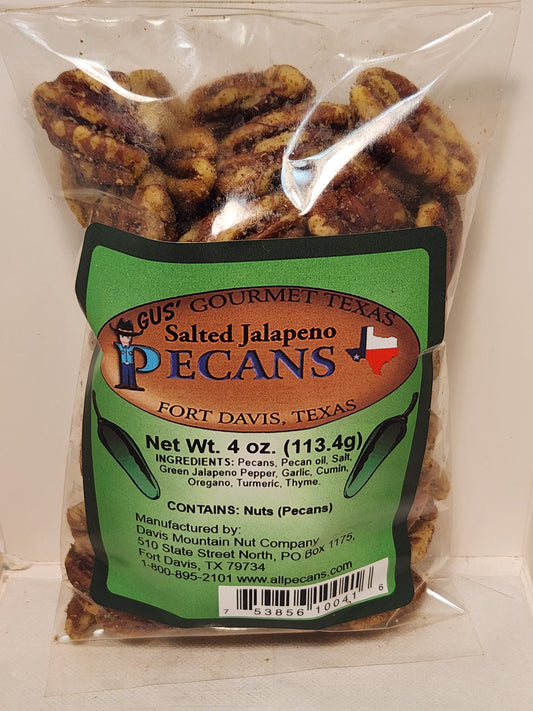 GUS' GOURMET TEXAS
Salted Jalapeno
PECANS
FORT DAVIS, TEXAS
Net Wt. 4 oz. (113.4g)
INGREDIENTS: Pecans, Pecan oil, Salt,
Green Jalapeno Pepper, Garlic, Cumin,
Oregano, Turmeric, Thyme.
CONTAINS: Nuts (Pecans)
Manufactured by:
Davis Mountain Nut Company
510 State Street North, PO Box 1175,
Fort Davis, TX 79734
1-800-895-2101 www.allpecans.com
7 53856 10041 6